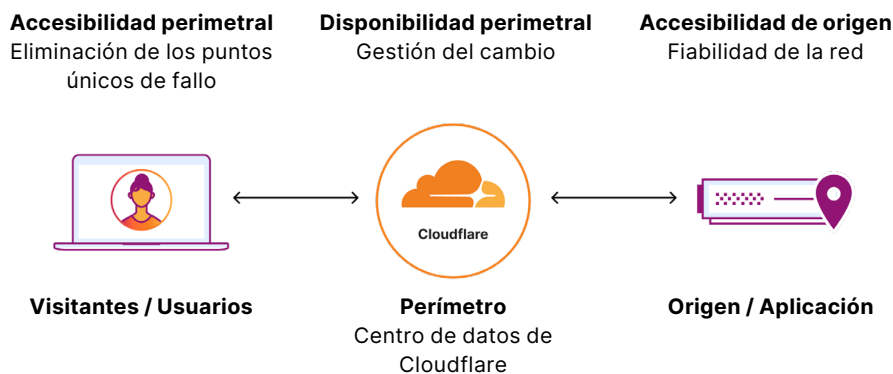 Accesibilidad perimetral
Eliminación de los puntos
únicos de fallo
Disponibilidad perimetral
Gestión del cambio
Accesibilidad de origen
Fiabilidad de la red
Cloudflare
Visitantes / Usuarios
Perímetro
Centro de datos de
Cloudflare
Origen / Aplicación